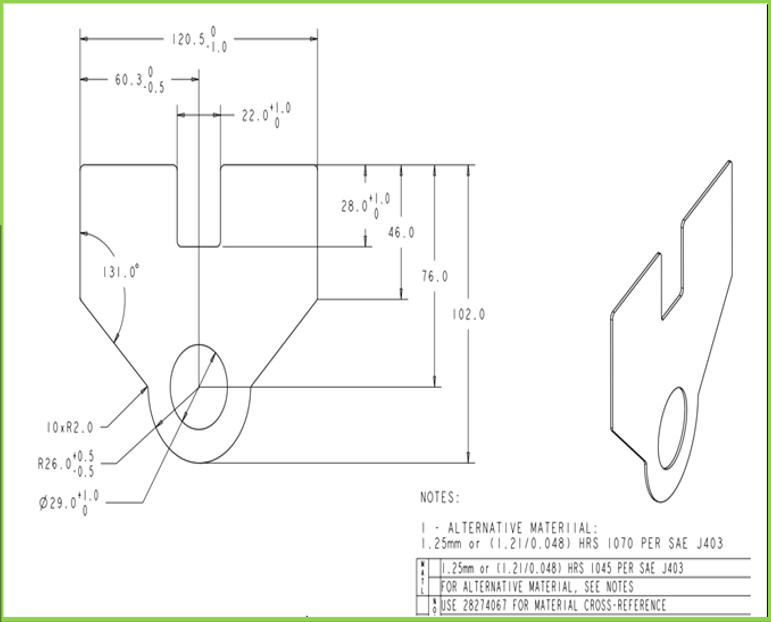 120.5 0 -1.0
60.3 0 -0.5
22.0 +1.0 0
28.0 +1.0 0
46.0
131.0°
76.0
102.0
10xR2.0
R26.0 +0.5 -0.5
Ø29.0 +1.0 0
NOTES:
1 - ALTERNATIVE MATERIIAL:
1.25mm or (1.21/0.048) HRS 1070 PER SAE J403
MATL
1.25mm or (1.21/0.048) HRS 1045 PER SAE J403
FOR ALTERNATIVE MATERIAL, SEE NOTES
NO
USE 28274067 FOR MATERIAL CROSS-REFERENCE